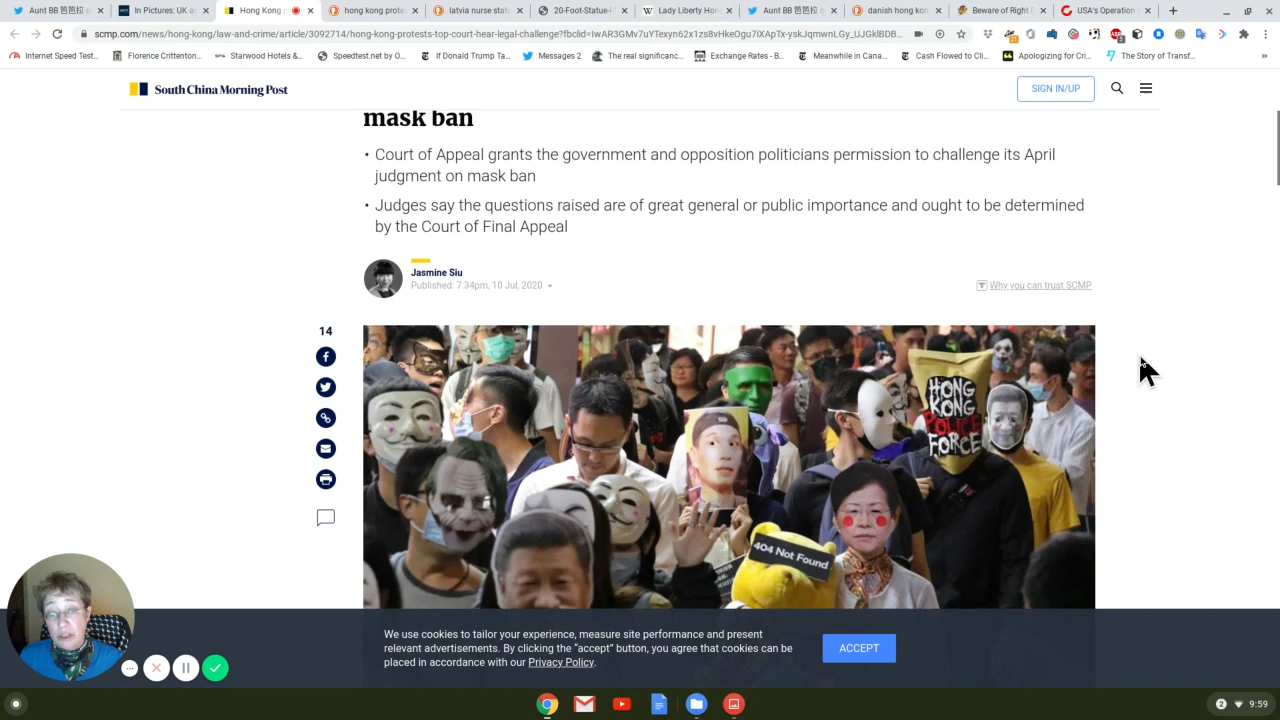 Aunt BB 芭芭拉 c
In Pictures: UK a
Hong Kong p
hong kong prote
latvia nurse stat
20-Foot-Statue-
Lady Liberty Hon
Aunt BB 芭芭拉 c
danish hong kon
Beware of Right
USA's Operation
scmp.com/news/hong-kong/law-and-crime/article/3092714/hong-kong-protests-top-court-hear-legal-challenge?fbclid=IwAR3GMv7uYTexyn62x1zs8vHkeOgu7iXApTx-yskJqmwnLGy_UJGklBDB...
Internet Speed Test...
Florence Crittenton...
Starwood Hotels &...
Speedtest.net by O...
If Donald Trump Ta...
Messages 2
The real significanc...
Exchange Rates - B...
Meanwhile in Cana...
Cash Flowed to Cli...
Apologizing for Cri...
The Story of Transf...
South China Morning Post
SIGN IN/UP
mask ban
• Court of Appeal grants the government and opposition politicians permission to challenge its April
judgment on mask ban
• Judges say the questions raised are of great general or public importance and ought to be determined
by the Court of Final Appeal
Jasmine Siu
Published: 7:34pm, 10 Jul, 2020
Why you can trust SCMP
14
HONG
KONG
POLICE
FORCE
404 Not Found
We use cookies to tailor your experience, measure site performance and present
relevant advertisements. By clicking the “accept” button, you agree that cookies can be
placed in accordance with our Privacy Policy.
ACCEPT
2
9:59